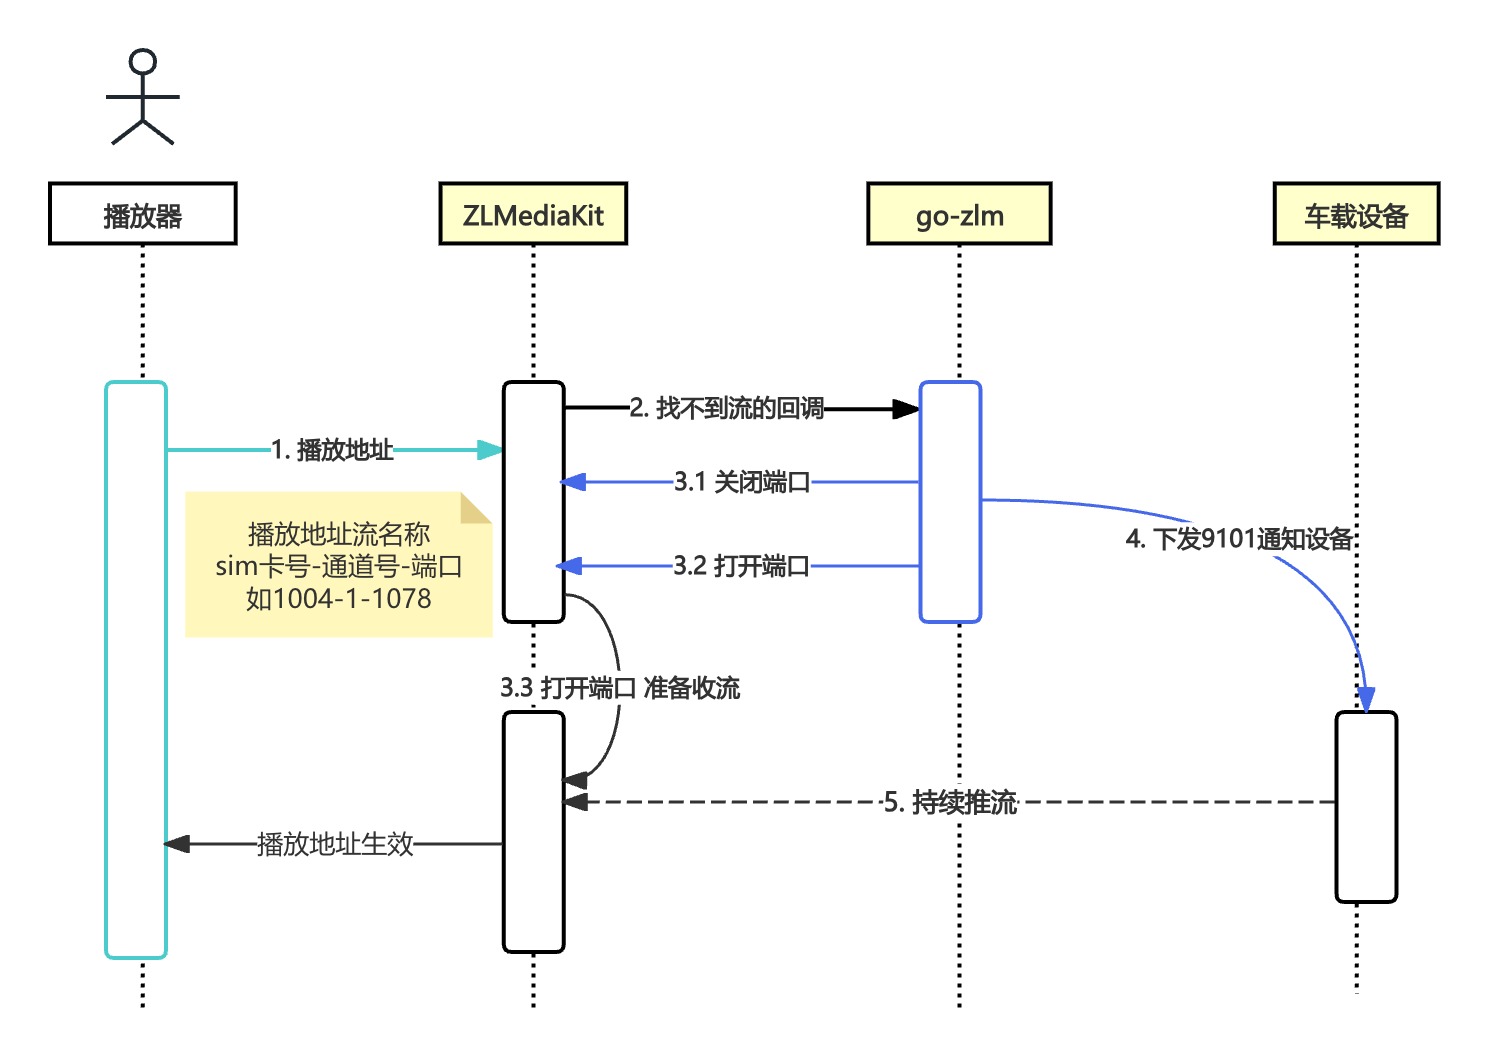 播放器
ZLMediaKit
go-zlm
车载设备
2. 找不到流的回调
1. 播放地址
3.1 关闭端口
播放地址流名称
sim卡号-通道号-端口
如1004-1-1078
4. 下发9101通知设备
3.2 打开端口
3.3 打开端口 准备收流
5. 持续推流
播放地址生效